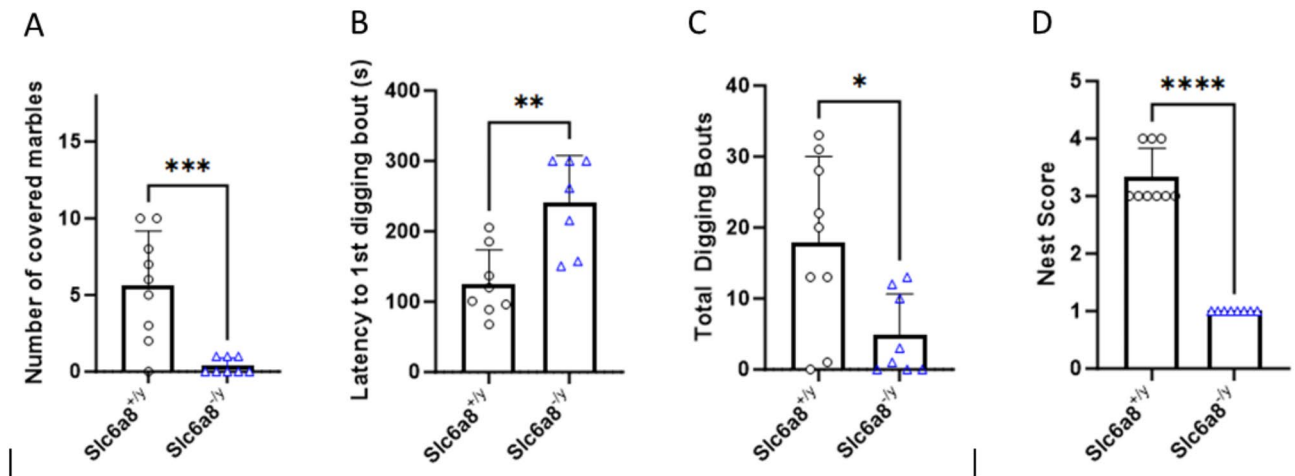 A
Number of covered marbles
15
10
5
0
***
Slc6a8+/y
Slc6a8-/y
B
Latency to 1st digging bout (s)
400
300
200
100
0
**
Slc6a8+/y
Slc6a8-/y
C
Total Digging Bouts
40
30
20
10
0
*
Slc6a8+/y
Slc6a8-/y
D
Nest Score
5
4
3
2
1
0
****
Slc6a8+/y
Slc6a8-/y